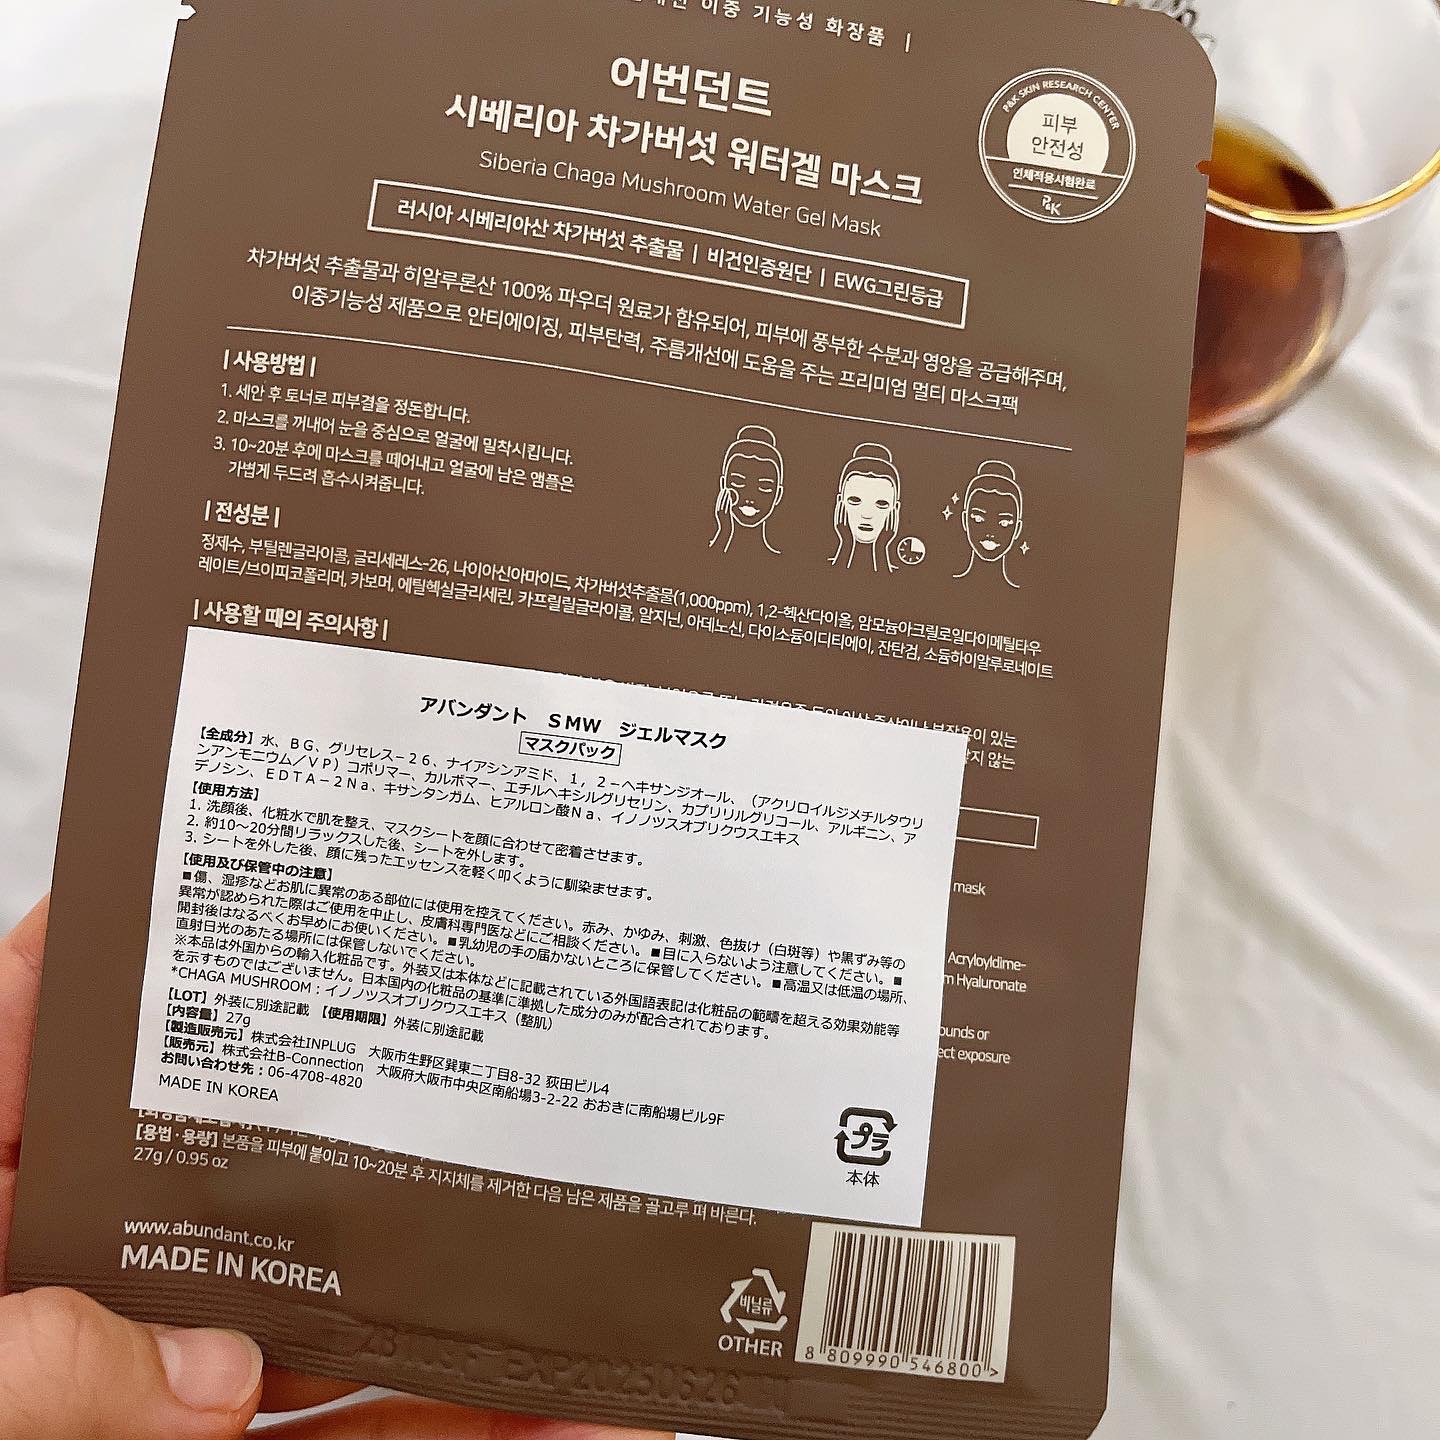 이중 기능성 화장품 |
어번던트
시베리아 차가버섯 워터겔 마스크
Siberia Chaga Mushroom Water Gel Mask
P&K SKIN RESEARCH CENTER
피부
안전성
인체적용시험완료
P&K
러시아 시베리아산 차가버섯 추출물 | 비건인증원단 | EWG그린등급
차가버섯 추출물과 히알루론산 100% 파우더 원료가 함유되어, 피부에 풍부한 수분과 영양을 공급해주며,
이중기능성 제품으로 안티에이징, 피부탄력, 주름개선에 도움을 주는 프리미엄 멀티 마스크팩
| 사용방법 |
1. 세안 후 토너로 피부결을 정돈합니다.
2. 마스크를 꺼내어 눈을 중심으로 얼굴에 밀착시킵니다.
3. 10~20분 후에 마스크를 떼어내고 얼굴에 남은 앰플은
가볍게 두드려 흡수시켜줍니다.
| 전성분 |
정제수, 부틸렌글라이콜, 글리세레스-26, 나이아신아마이드, 차가버섯추출물(1,000ppm), 1,2-헥산다이올, 암모늄아크릴로일다이메틸타우
레이트/브이피코폴리머, 카보머, 에틸헥실글리세린, 카프릴릴글라이콜, 알지닌, 아데노신, 다이소듐이디티에이, 잔탄검, 소듐하이알루로네이트
| 사용할 때의 주의사항 |
있는
않는
アバンダント　ＳＭＷ　ジェルマスク
マスクパック
【全成分】水、ＢＧ、グリセレス－２６、ナイアシンアミド、１，２－ヘキサンジオール、（アクリロイルジメチルタウリ
ンアンモニウム／ＶＰ）コポリマー、カルボマー、エチルヘキシルグリセリン、カプリリルグリコール、アルギニン、ア
デノシン、ＥＤＴＡ－２Ｎａ、キサンタンガム、ヒアルロン酸Ｎａ、イノノツスオブリクウスエキス
【使用方法】
1. 洗顔後、化粧水で肌を整え、マスクシートを顔に合わせて密着させます。
2. 約10～20分間リラックスした後、シートを外します。
3. シートを外した後、顔に残ったエッセンスを軽く叩くように馴染ませます。
【使用及び保管中の注意】
■傷、湿疹などお肌に異常のある部位には使用を控えてください。赤み、かゆみ、刺激、色抜け（白斑等）や黒ずみ等の
異常が認められた際はご使用を中止し、皮膚科専門医などにご相談ください。■目に入らないよう注意してください。■
開封後はなるべくお早めにお使いください。■乳幼児の手の届かないところに保管してください。■高温又は低温の場所、
直射日光のあたる場所には保管しないでください。
※本品は外国からの輸入化粧品です。外装又は本体などに記載されている外国語表記は化粧品の範疇を超える効果効能等
を示すものではございません。日本国内の化粧品の基準に準拠した成分のみが配合されております。
*CHAGA MUSHROOM：イノノツスオブリクウスエキス（整肌）
【LOT】外装に別途記載 【使用期限】外装に別途記載
【内容量】27g
【製造販売元】株式会社INPLUG　大阪市生野区巽東二丁目8-32 荻田ビル4
【販売元】株式会社B-Connection　大阪府大阪市中央区南船場3-2-22 おおきに南船場ビル9F
お問い合わせ先：06-4708-4820
MADE IN KOREA
プラ
本体
mask
Acryloyldime-
m Hyaluronate
ounds or
ect exposure
[용법·용량] 본품을 피부에 붙이고 10~20분 후 지지체를 제거한 다음 남은 제품을 골고루 펴 바른다.
27g / 0.95 oz
www.abundant.co.kr
MADE IN KOREA
비닐류
OTHER
8 809990 546800 >
EXP20250626